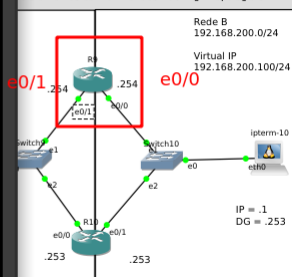 Rede B
192.168.200.0/24
Virtual IP
192.168.200.100/24
R9
e0/1
.254
.254
e0/0
e0/1
e0/0
Switch9
e1
Switch10
e1
ipterm-10
e0
eth0
e2
e2
IP = .1
DG = .253
R10
e0/0
e0/1
.253
.253